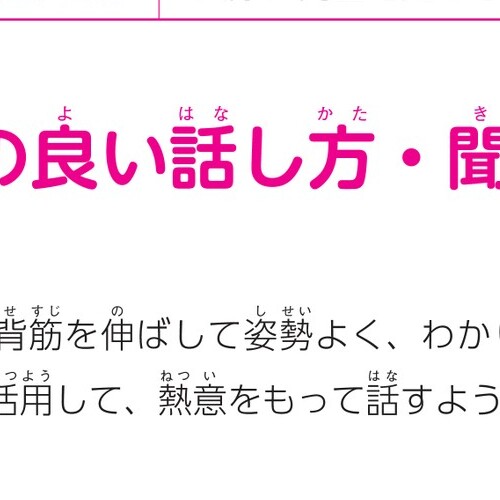 の良い話し方・聞
背筋を伸ばして姿勢よく、わか
活用して、熱意をもって話すよう